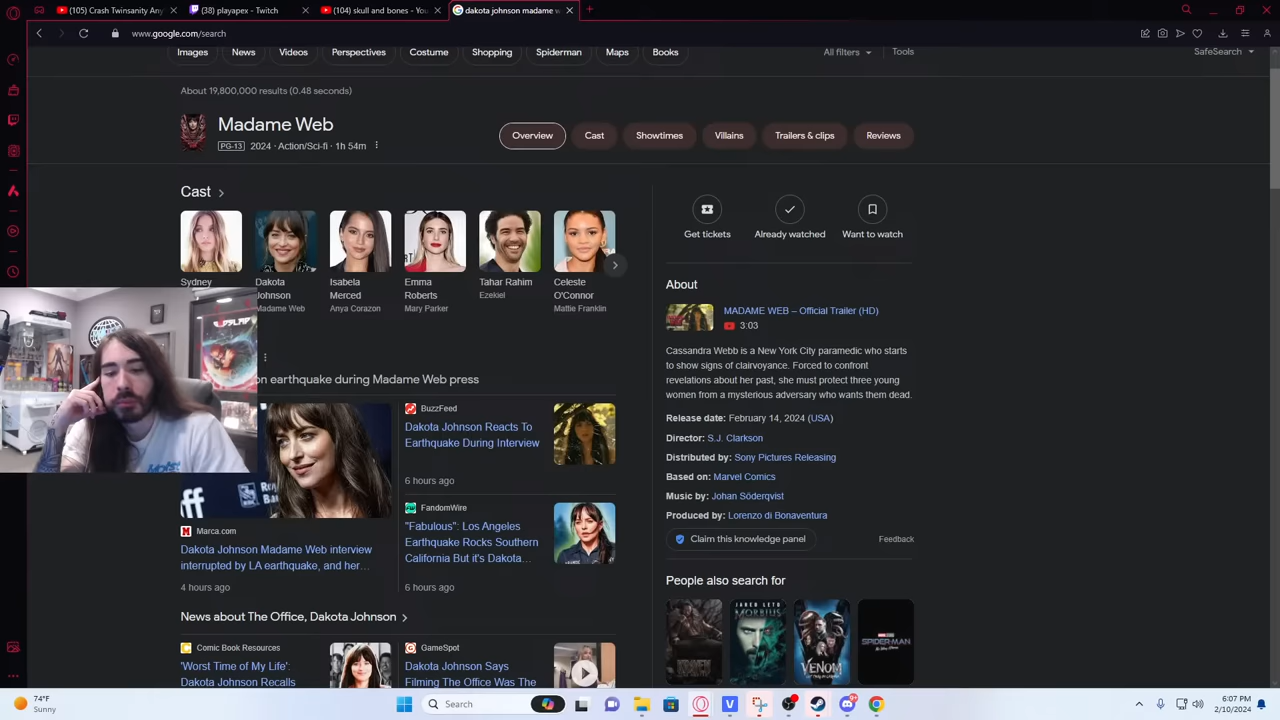 (105) Crash Twinsanity Any
(38) playapex - Twitch
(104) skull and bones - You
dakota johnson madame w
www.google.com/search
Images
News
Videos
Perspectives
Costume
Shopping
Spiderman
Maps
Books
All filters
Tools
SafeSearch
About 19,800,000 results (0.48 seconds)
Madame Web
PG-13 2024 · Action/Sci-fi · 1h 54m
Overview
Cast
Showtimes
Villains
Trailers & clips
Reviews
Cast
Sydney
Dakota
Johnson
Madame Web
Isabela
Merced
Anya Corazon
Emma
Roberts
Mary Parker
Tahar Rahim
Ezekiel
Celeste
O'Connor
Mattie Franklin
Get tickets
Already watched
Want to watch
About
MADAME WEB – Official Trailer (HD)
3:03
Cassandra Webb is a New York City paramedic who starts
to show signs of clairvoyance. Forced to confront
revelations about her past, she must protect three young
women from a mysterious adversary who wants them dead.
Release date: February 14, 2024 (USA)
Director: S.J. Clarkson
Distributed by: Sony Pictures Releasing
Based on: Marvel Comics
Music by: Johan Söderqvist
Produced by: Lorenzo di Bonaventura
Claim this knowledge panel
Feedback
on earthquake during Madame Web press
Marca.com
Dakota Johnson Madame Web interview
interrupted by LA earthquake, and her...
4 hours ago
BuzzFeed
Dakota Johnson Reacts To
Earthquake During Interview
6 hours ago
FandomWire
"Fabulous": Los Angeles
Earthquake Rocks Southern
California But it's Dakota...
6 hours ago
News about The Office, Dakota Johnson
Comic Book Resources
'Worst Time of My Life':
Dakota Johnson Recalls
GameSpot
Dakota Johnson Says
Filming The Office Was The
People also search for
JARED LETO
MORBIUS
VENOM
SPIDER-MAN
74°F
Sunny
Search
6:07 PM
2/10/2024